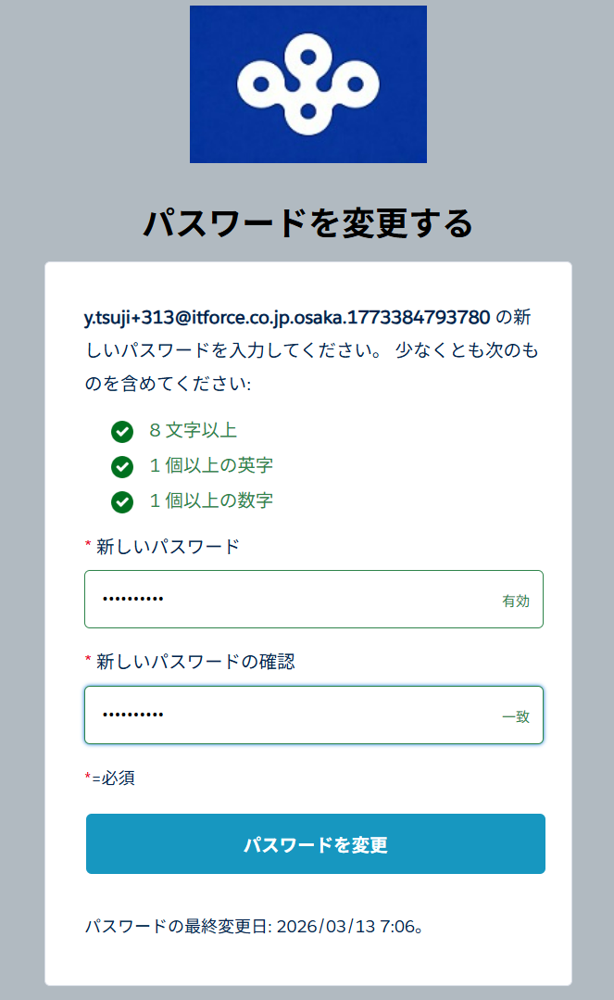 パスワードを変更する
y.tsuji+313@itforce.co.jp.osaka.1773384793780 の新
しいパスワードを入力してください。 少なくとも次のも
のを含めてください:
8 文字以上
1 個以上の英字
1 個以上の数字
* 新しいパスワード
•••••••••• 有効
* 新しいパスワードの確認
•••••••••• 一致
*=必須
パスワードを変更
パスワードの最終変更日: 2026/03/13 7:06。